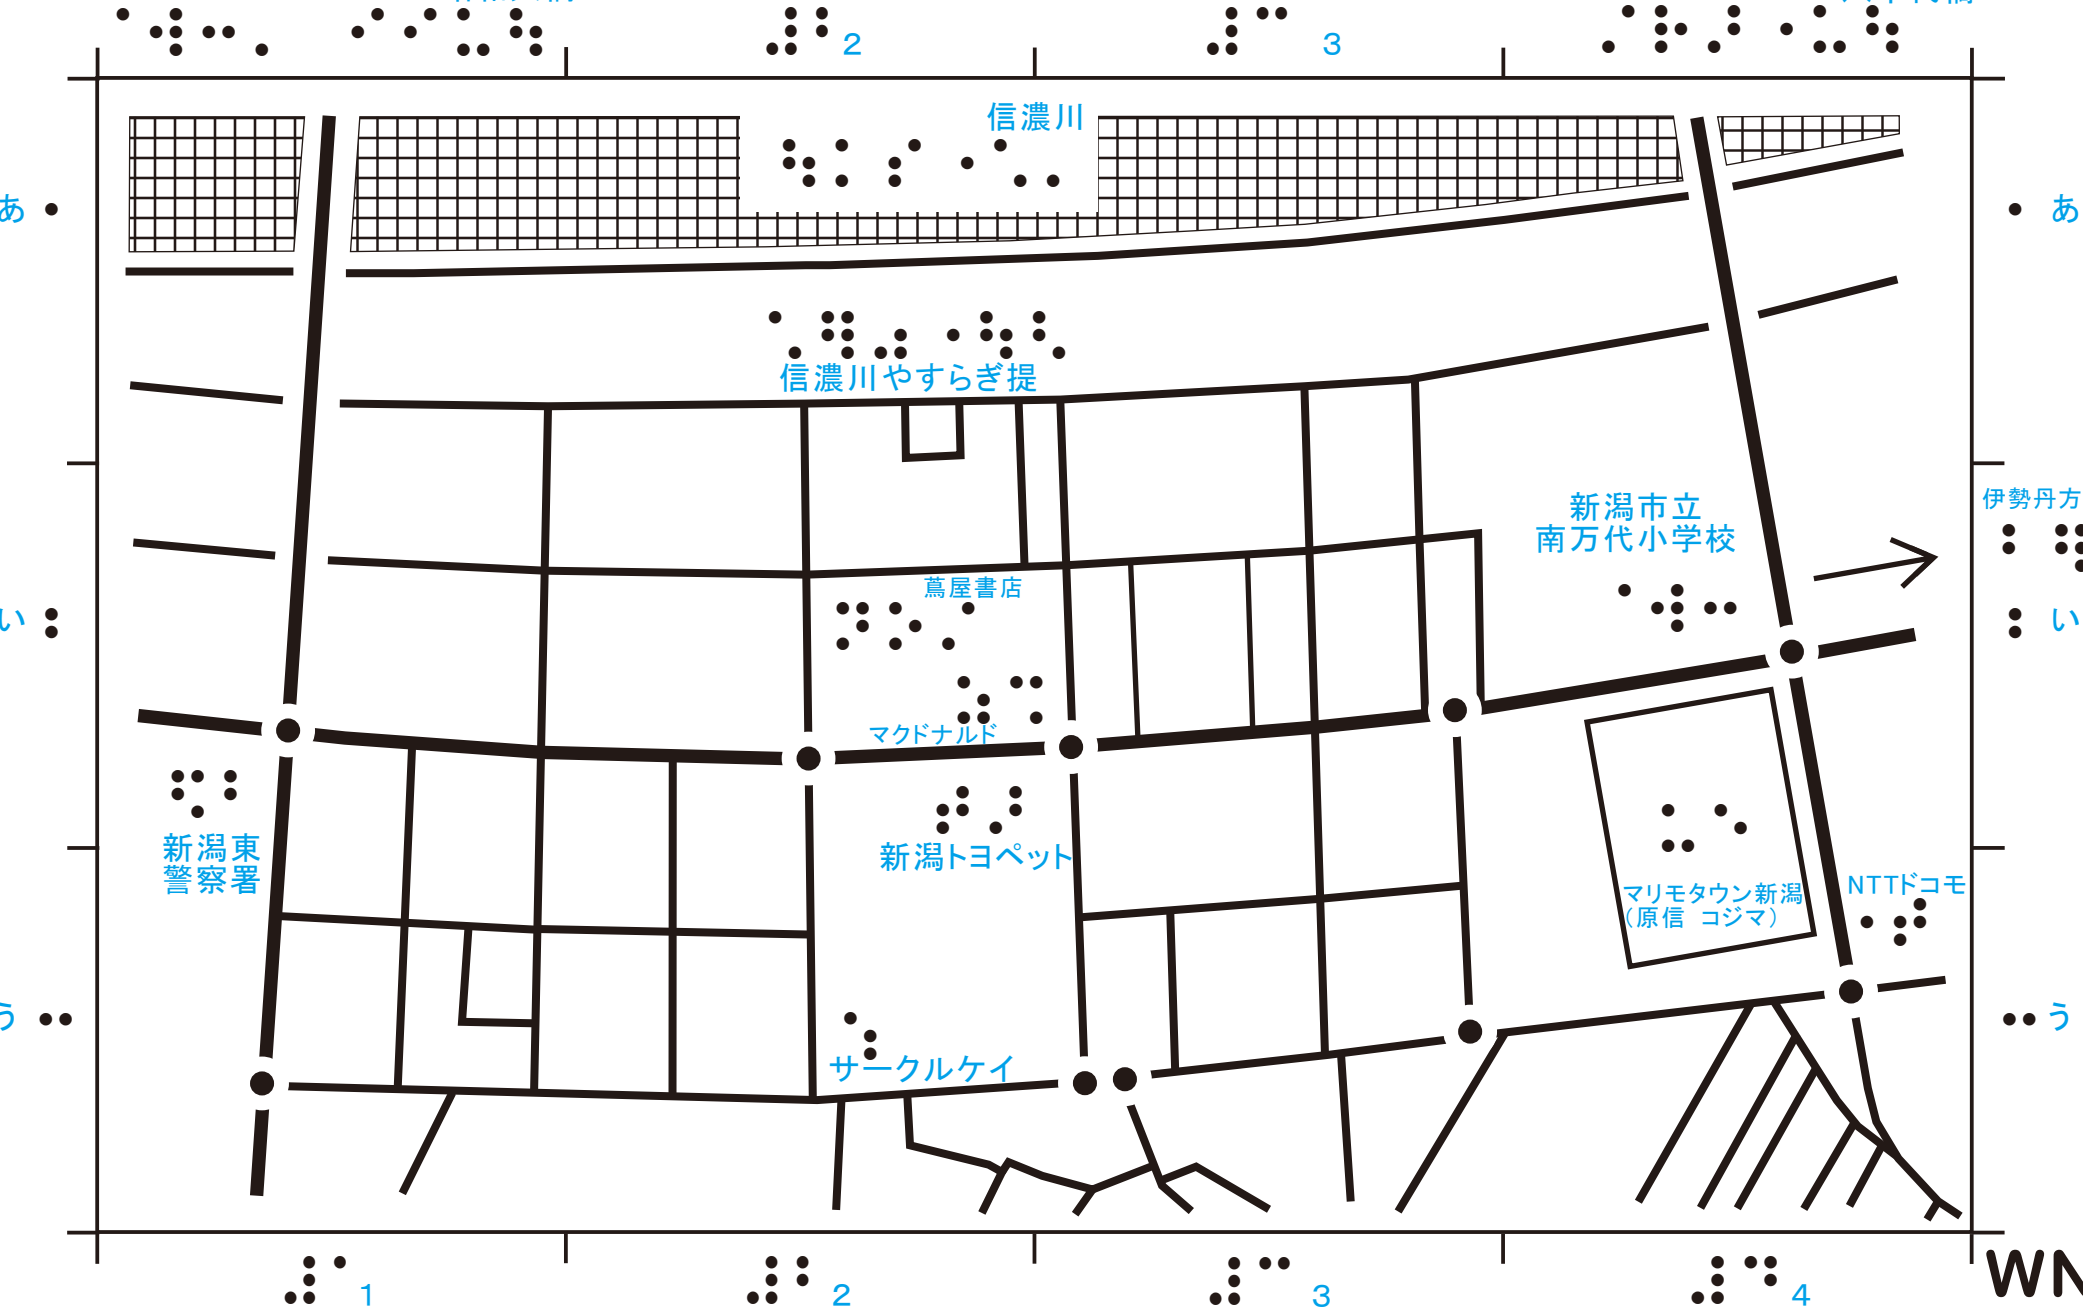 2
3
信濃川
あ
あ
信濃川やすらぎ提
伊勢丹方
新潟市立
南万代小学校
蔦屋書店
い
い
マクドナルド
新潟東
警察署
新潟トヨペット
マリモタウン新潟
(原信 コジマ)
NTTドコモ
う
う
サークルケイ
1
2
3
4
WN